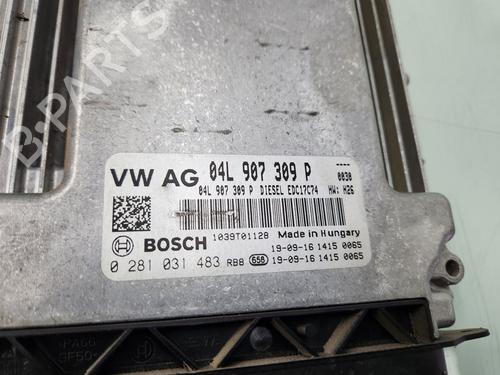 VW AG 04L 907 309 P 0030
04L 907 309 P DIESEL EDC17C74 HW: H26
BOSCH 1039T01128 Made in Hungary
19-09-16 1415 0065
0 281 031 483 RBB 658 19-09-16 1415 0065
B-PARTS